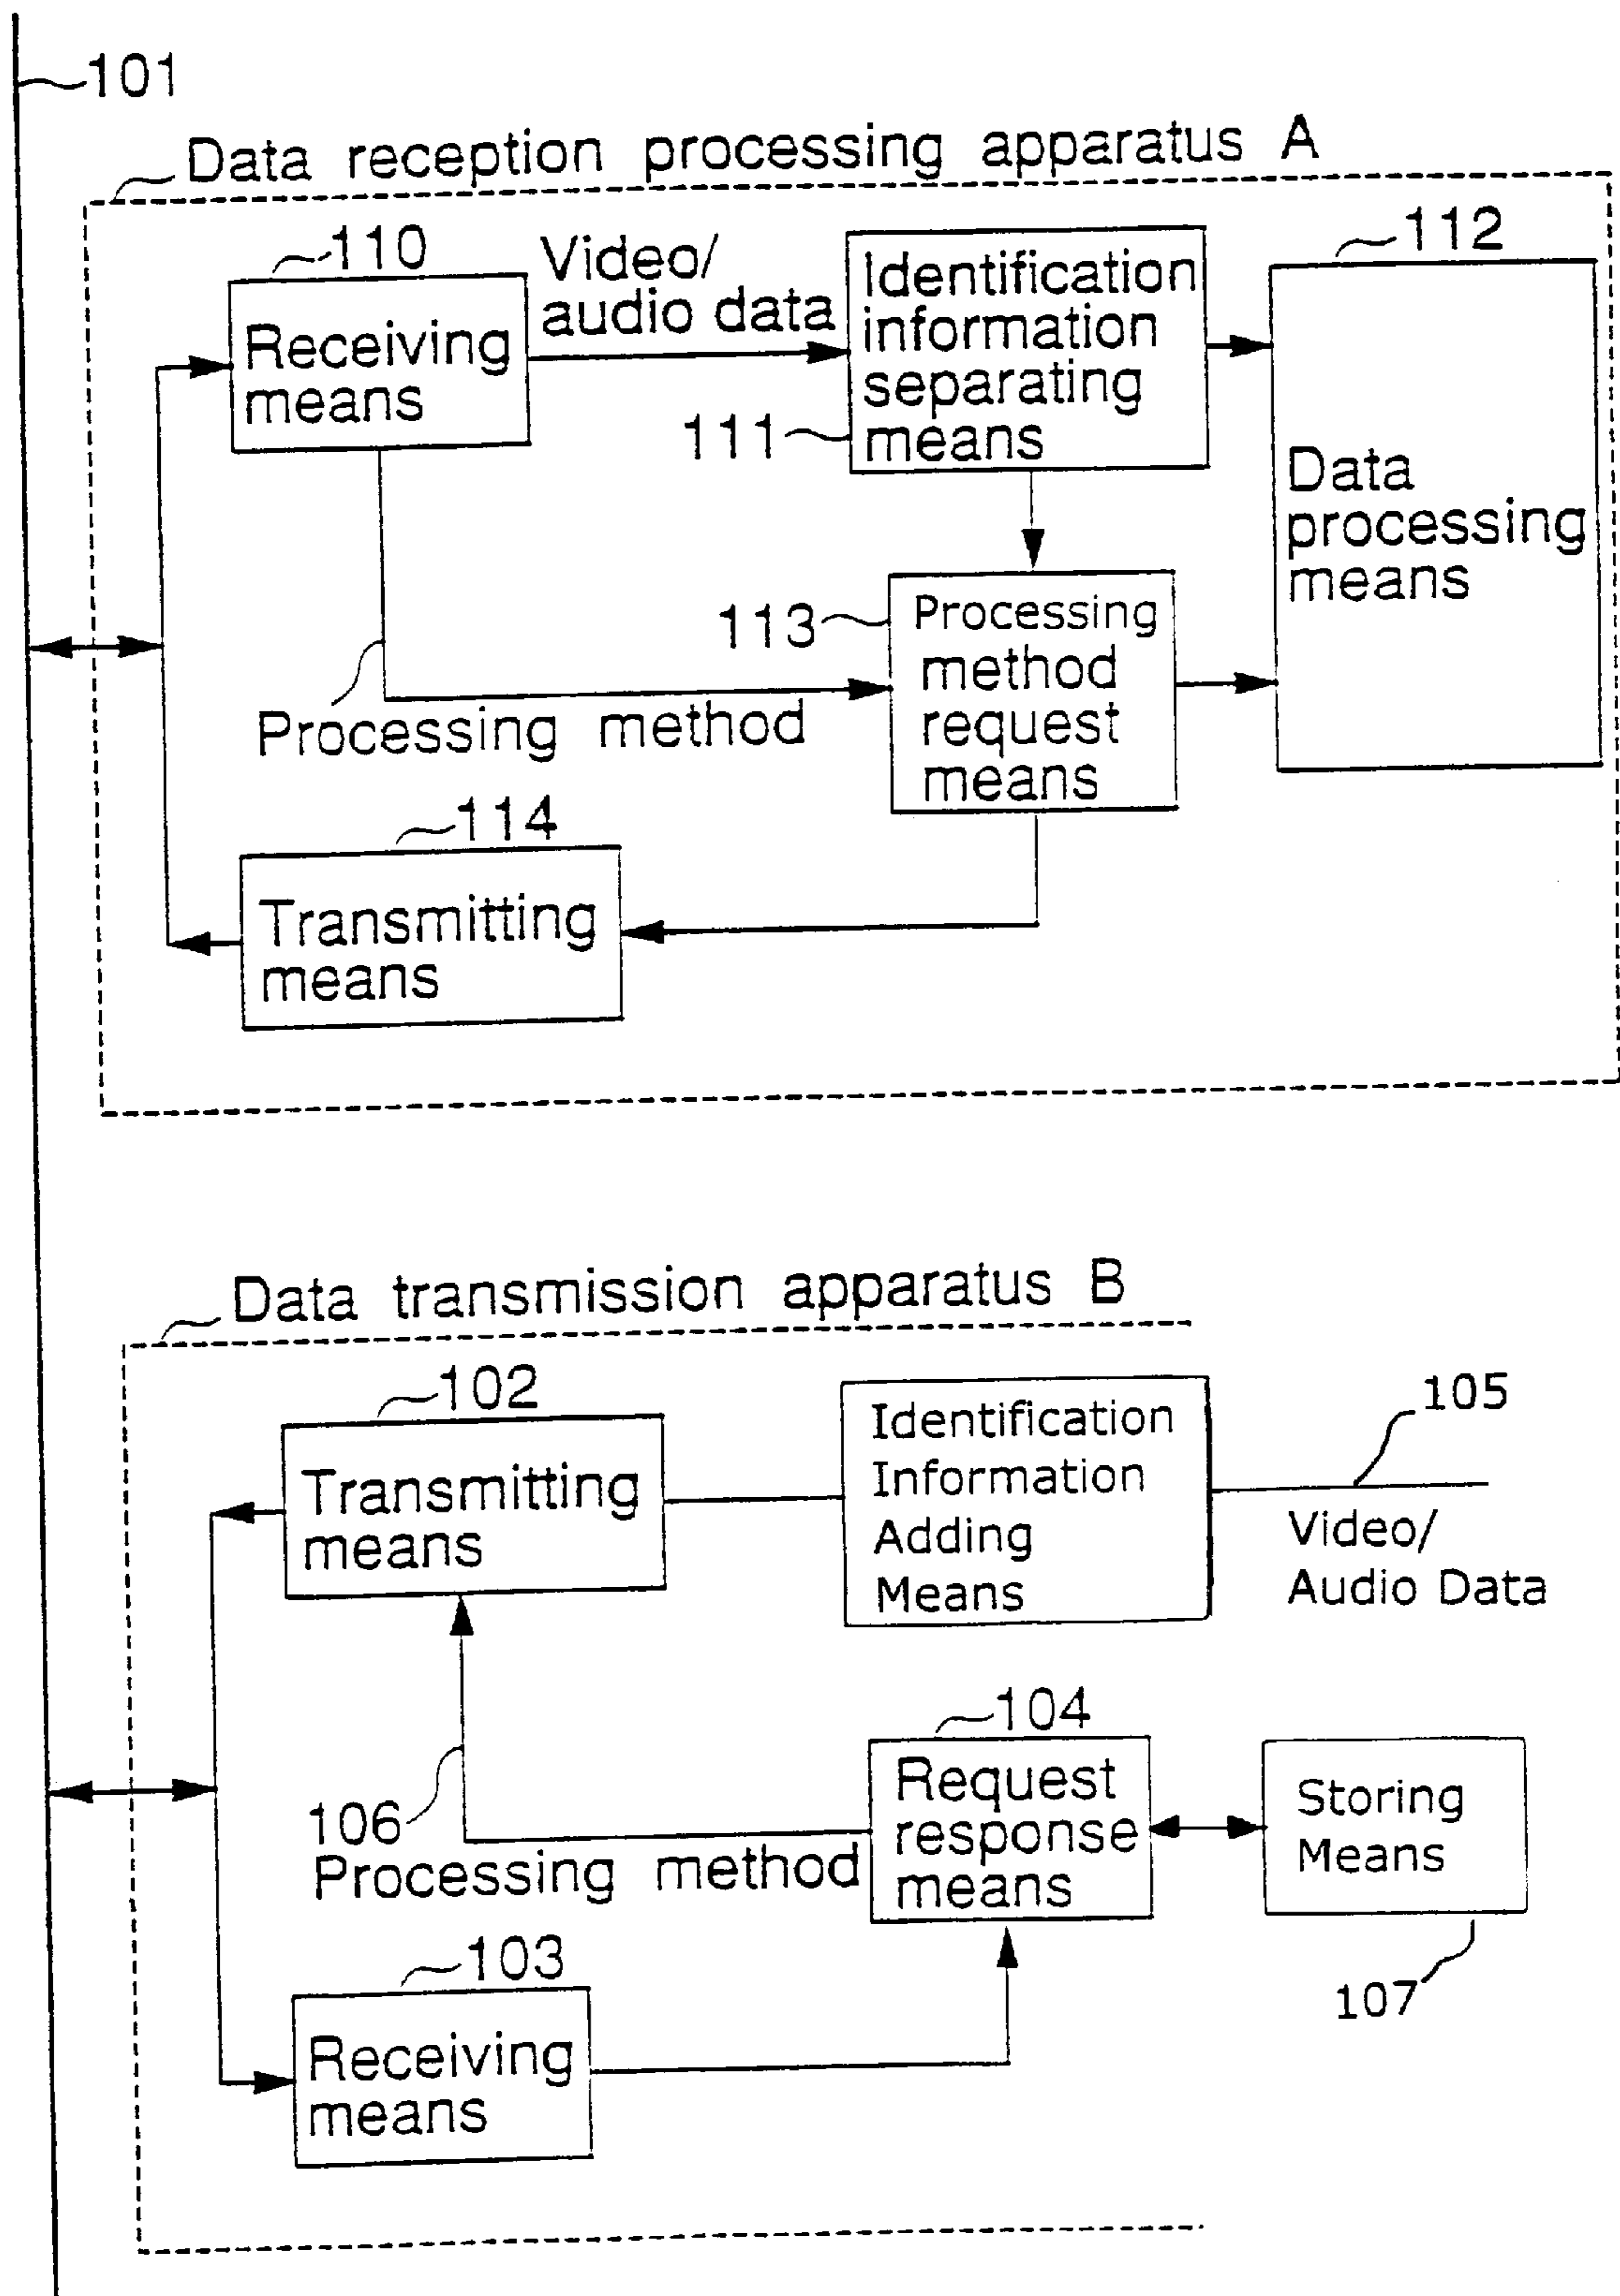 101
Data reception processing apparatus A
110
Video/
audio data
Receiving
means
Identification
information
separating
means
111
112
Data
processing
means
113
Processing
method
request
means
Processing method
114
Transmitting
means
Data transmission apparatus B
102
Transmitting
means
Identification
Information
Adding
Means
105
Video/
Audio Data
104
Request
response
means
Storing
Means
107
106
Processing method
103
Receiving
means